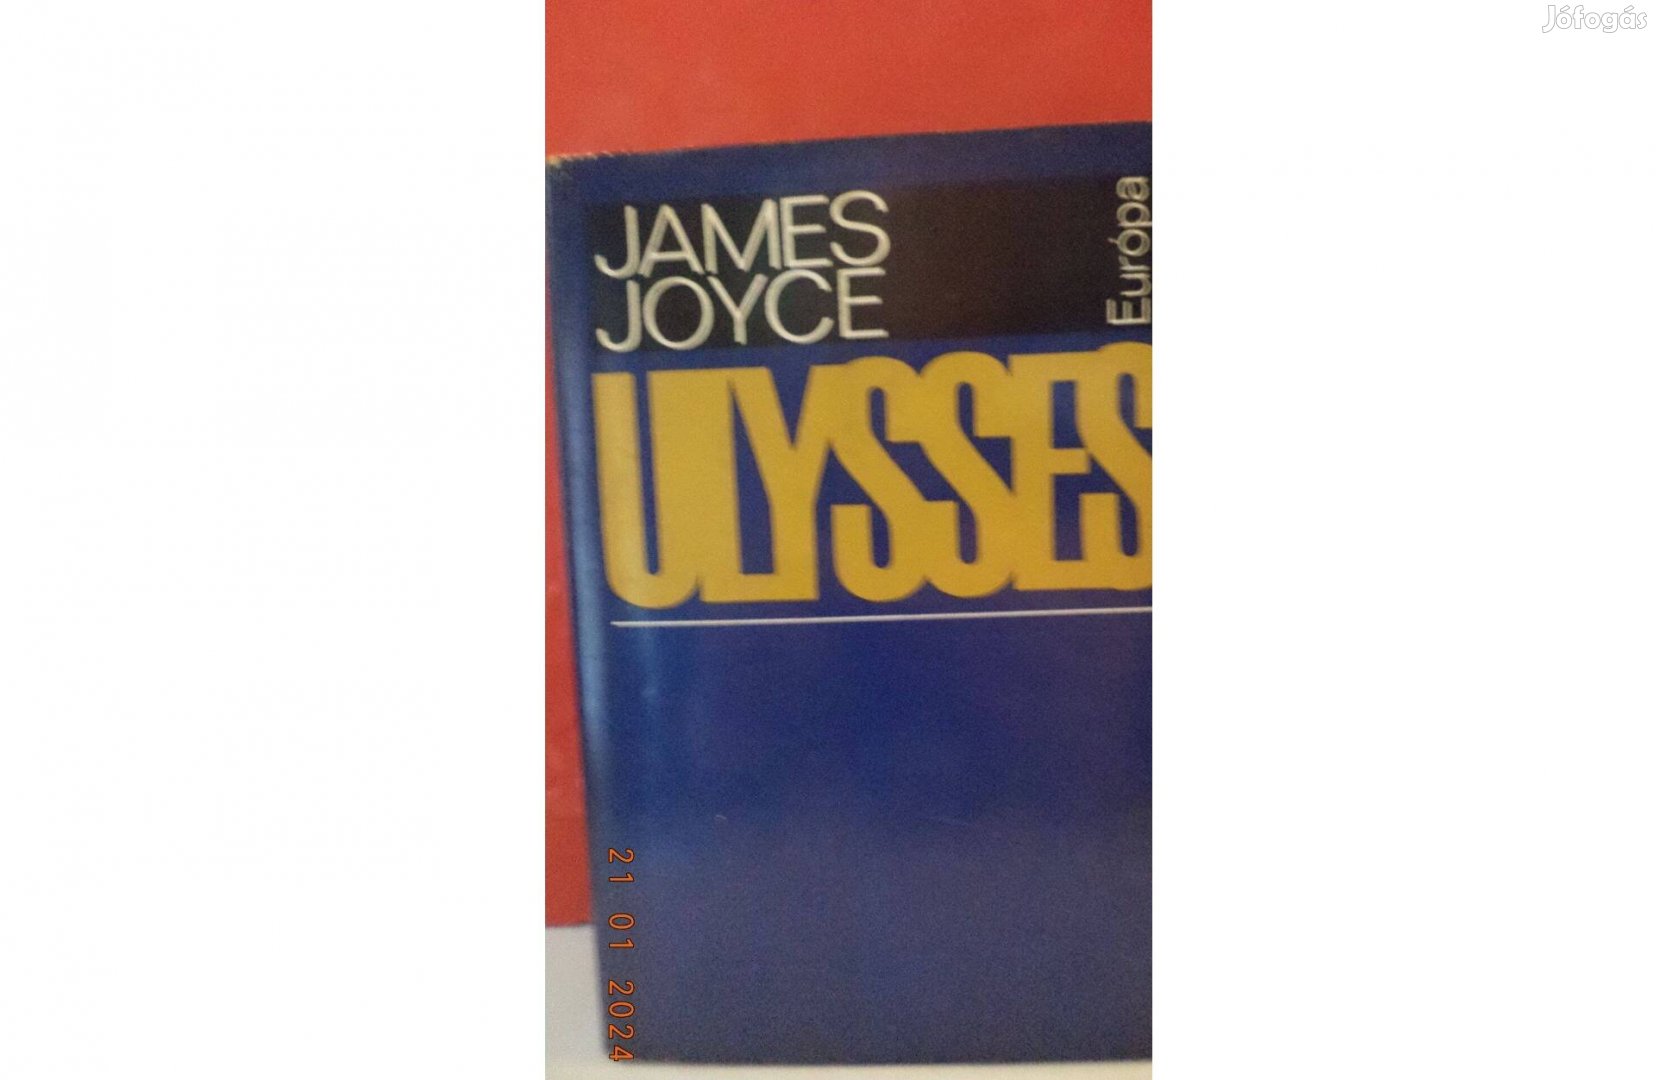 Jófogás
JAMES
JOYCE
Európa
ULYSSES
21 01 2024